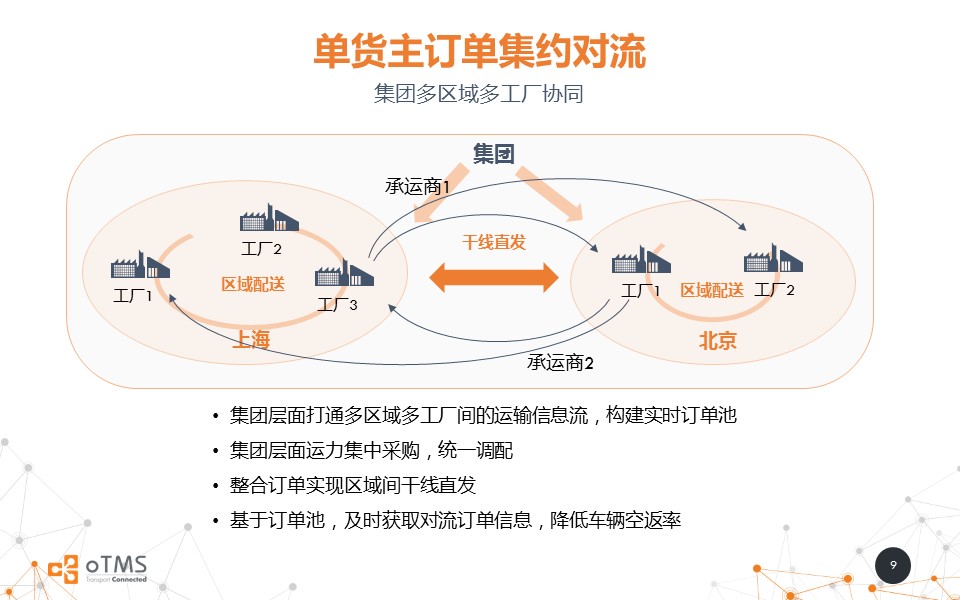 单货主订单集约对流
集团多区域多工厂协同
集团
承运商1
工厂2
干线直发
工厂1
区域配送
工厂3
工厂1
区域配送
工厂2
上海
北京
承运商2
• 集团层面打通多区域多工厂间的运输信息流，构建实时订单池
• 集团层面运力集中采购，统一调配
• 整合订单实现区域间干线直发
• 基于订单池，及时获取对流订单信息，降低车辆空返率
oTMS
Transport Connected
9